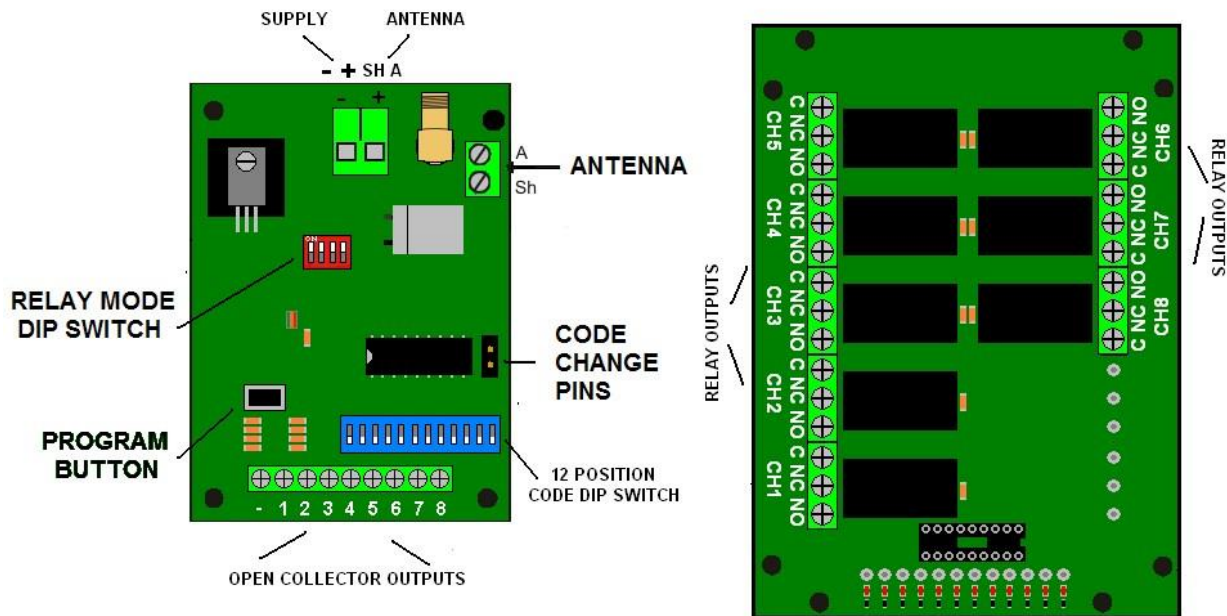 SUPPLY ANTENNA
- + SH A
- +
A
Sh
ANTENNA
ON
RELAY MODE
DIP SWITCH
CODE
CHANGE
PINS
PROGRAM
BUTTON
12 POSITION
CODE DIP SWITCH
- 1 2 3 4 5 6 7 8
OPEN COLLECTOR OUTPUTS
RELAY OUTPUTS
CH5
C NC NO
CH4
C NC NO
CH3
C NC NO
CH2
C NC NO
CH1
C NC NO
C NC NO
CH6
C NC NO
CH7
C NC NO
CH8
RELAY OUTPUTS